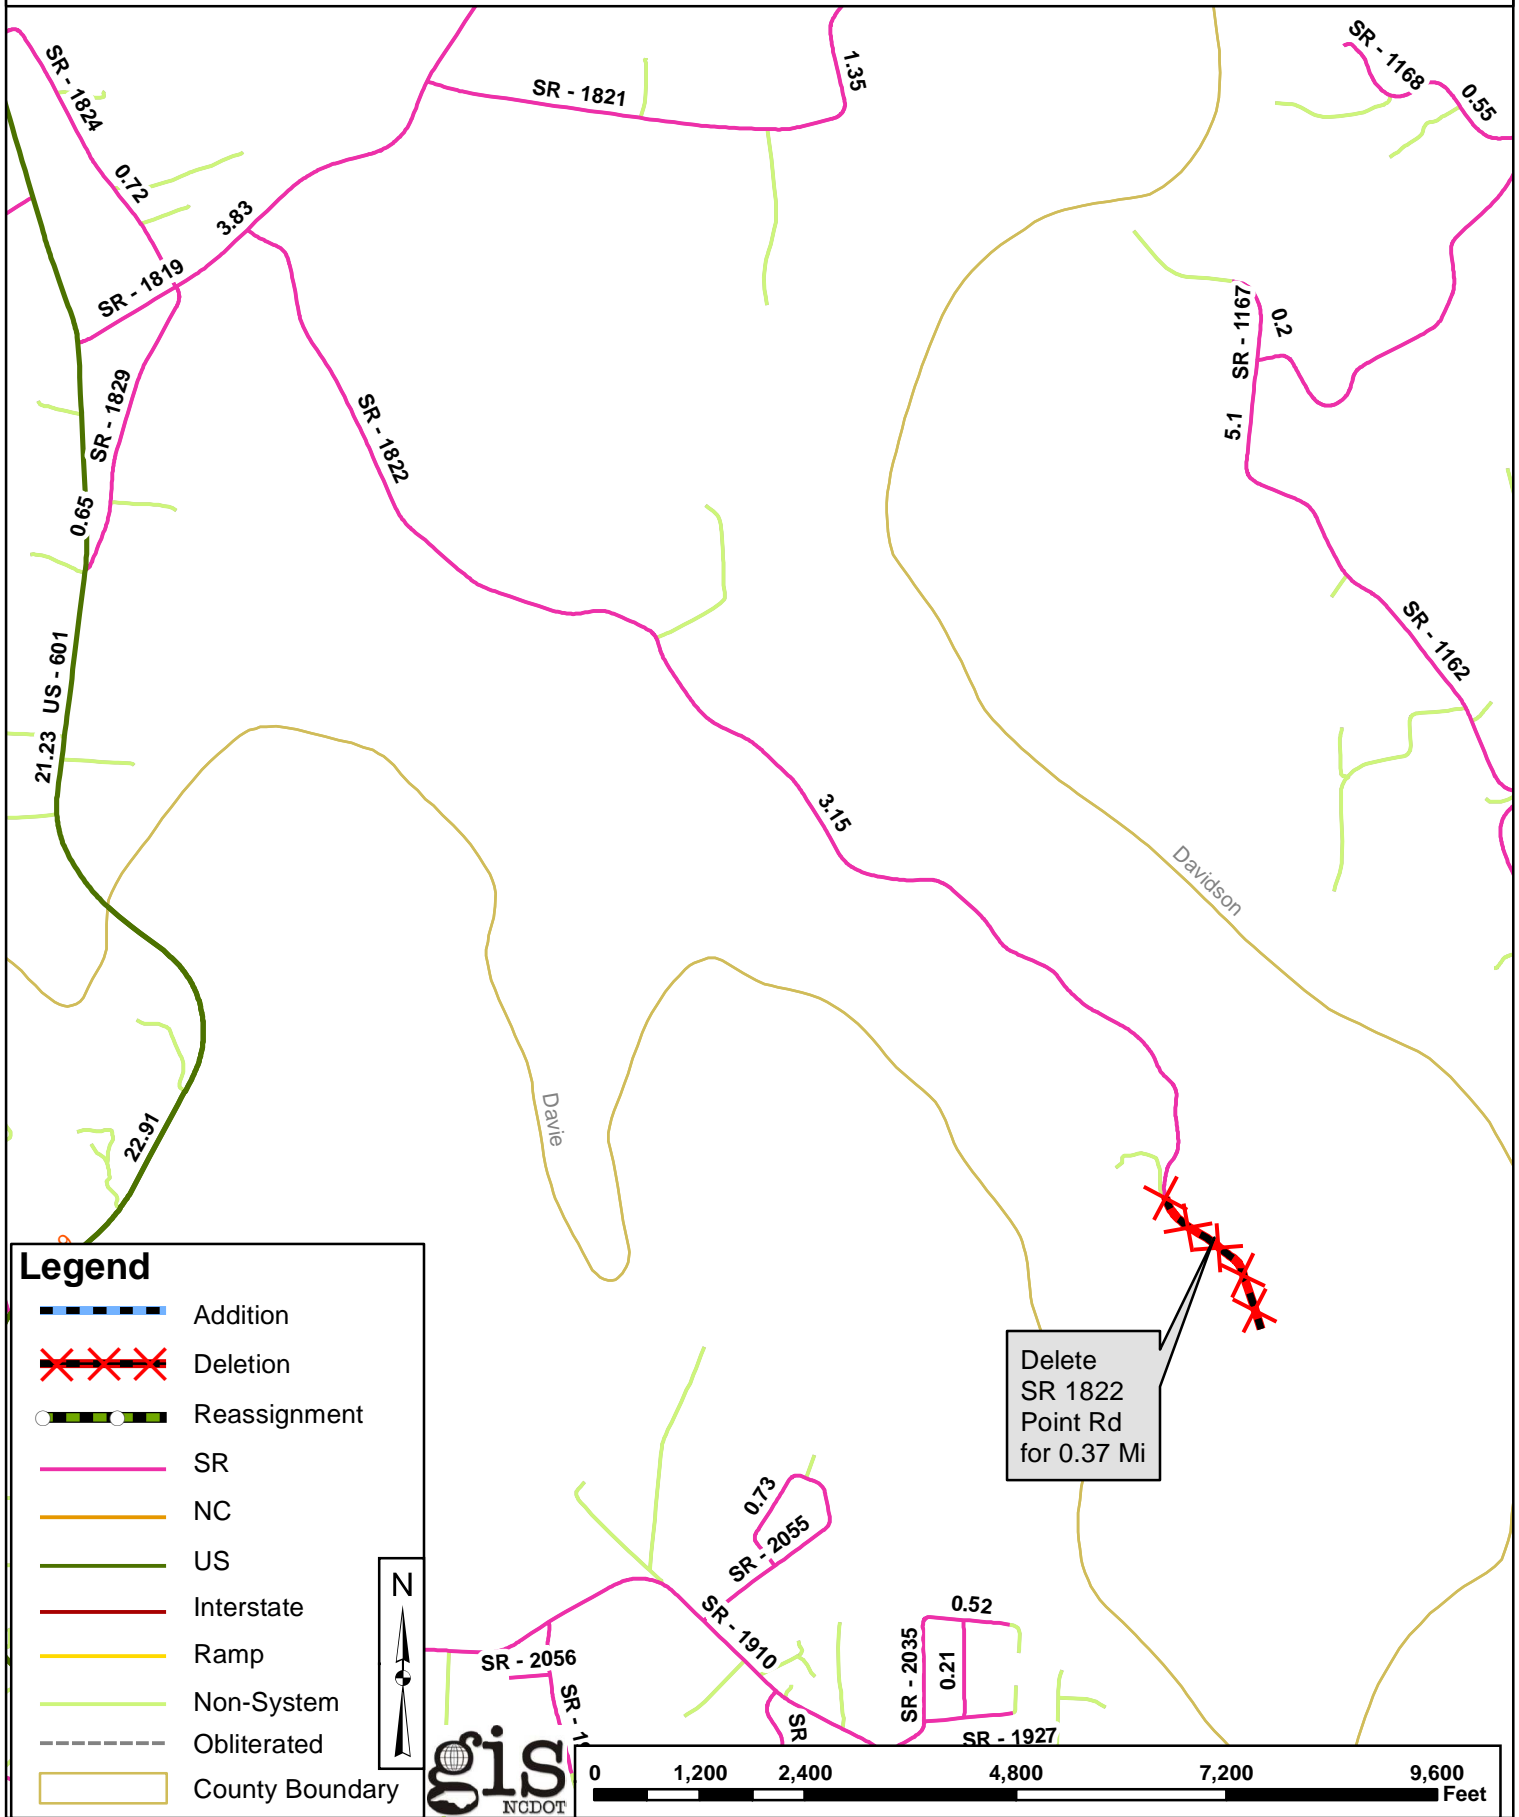 SR - 1824
0.72
SR - 1821
1.35
SR - 1168
0.55
3.83
SR - 1819
SR - 1829
0.65
SR - 1822
SR - 1167
0.2
5.1
SR - 1162
US - 601
21.23
3.15
Davidson
Davie
22.91
Delete
SR 1822
Point Rd
for 0.37 Mi
Legend
Addition
Deletion
Reassignment
SR
NC
US
Interstate
Ramp
Non-System
Obliterated
County Boundary
N
0.73
SR - 2055
SR - 1910
SR - 2056
SR
0.52
SR - 2035
0.21
SR - 1927
gis
NCDOT
0 1,200 2,400 4,800 7,200 9,600
Feet